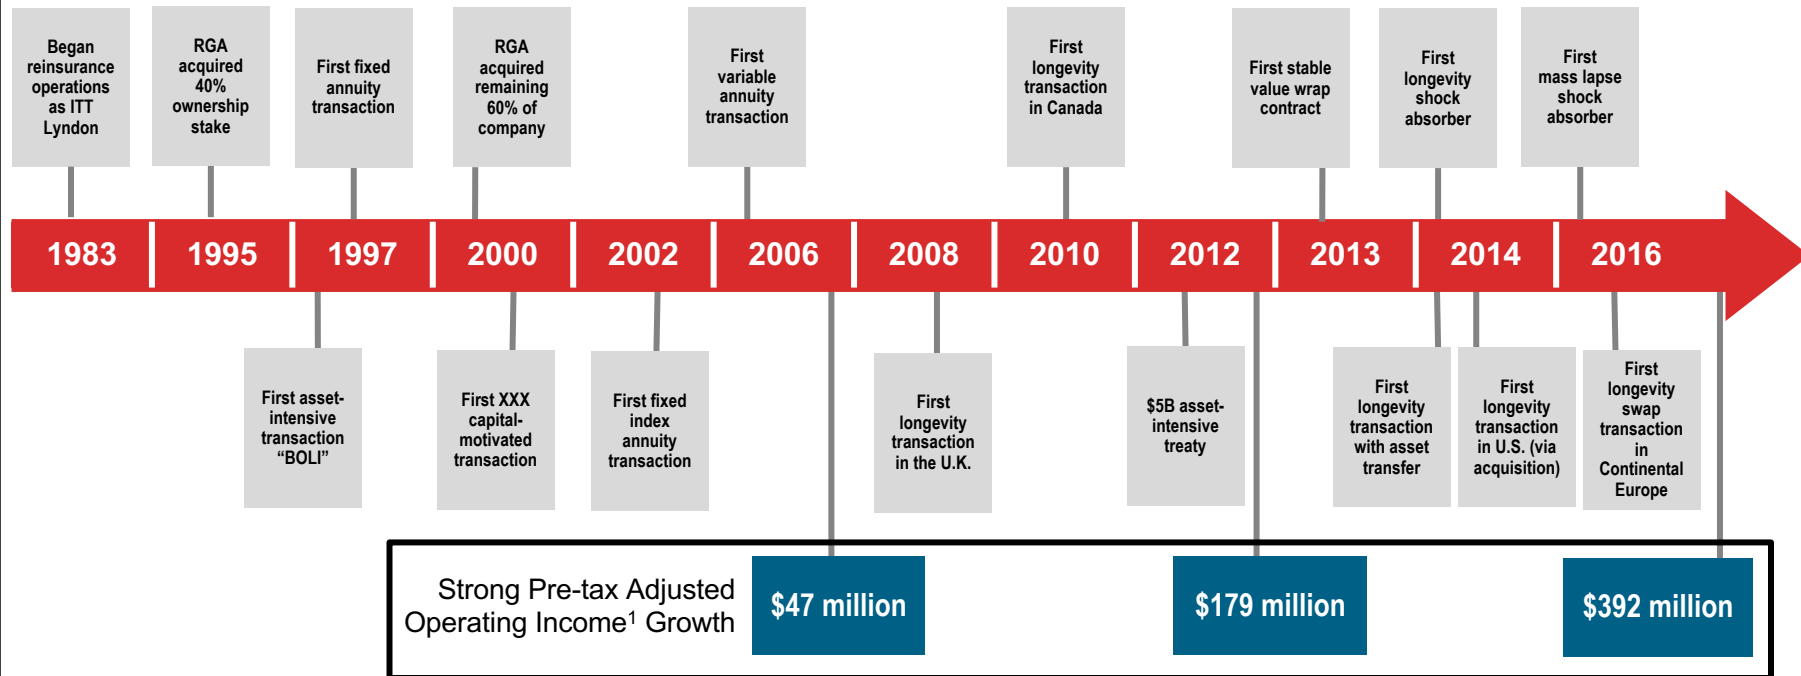 Began
reinsurance
operations
as ITT
Lyndon
RGA
acquired
40%
ownership
stake
First fixed
annuity
transaction
RGA
acquired
remaining
60% of
company
First
variable
annuity
transaction
First
longevity
transaction
in Canada
First stable
value wrap
contract
First
longevity
shock
absorber
First
mass lapse
shock
absorber
1983
1995
1997
2000
2002
2006
2008
2010
2012
2013
2014
2016
First asset-
intensive
transaction
“BOLI”
First XXX
capital-
motivated
transaction
First fixed
index
annuity
transaction
First
longevity
transaction
in the U.K.
$5B asset-
intensive
treaty
First
longevity
transaction
with asset
transfer
First
longevity
transaction
in U.S. (via
acquisition)
First
longevity
swap
transaction
in
Continental
Europe
Strong Pre-tax Adjusted
Operating Income¹ Growth
$47 million
$179 million
$392 million